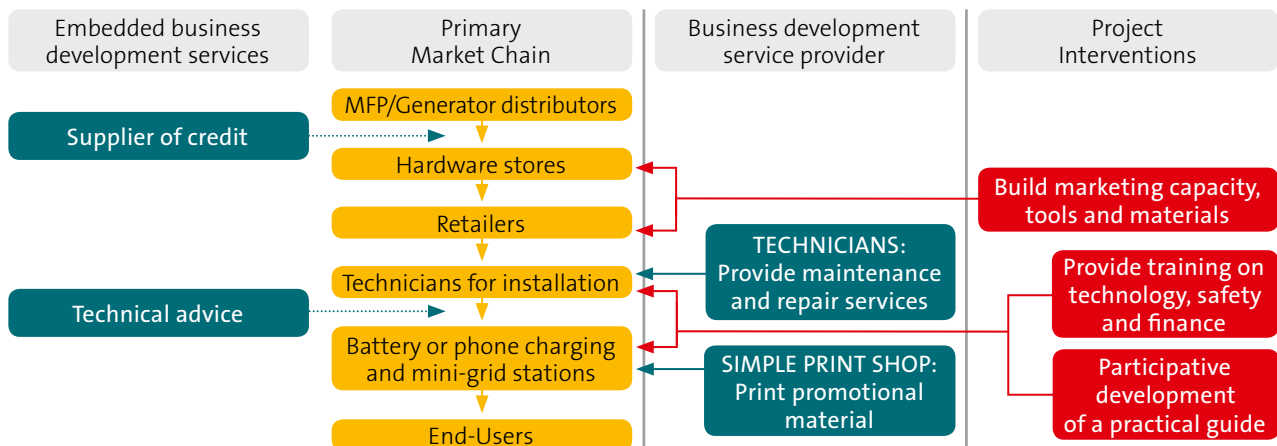 Embedded business
development services
Primary
Market Chain
Business development
service provider
Project
Interventions
MFP/Generator distributors
Supplier of credit
Hardware stores
Build marketing capacity,
tools and materials
Retailers
TECHNICIANS:
Provide maintenance
and repair services
Technicians for installation
Provide training on
technology, safety
and finance
Technical advice
Battery or phone charging
and mini-grid stations
SIMPLE PRINT SHOP:
Print promotional
material
Participative
development
of a practical guide
End-Users